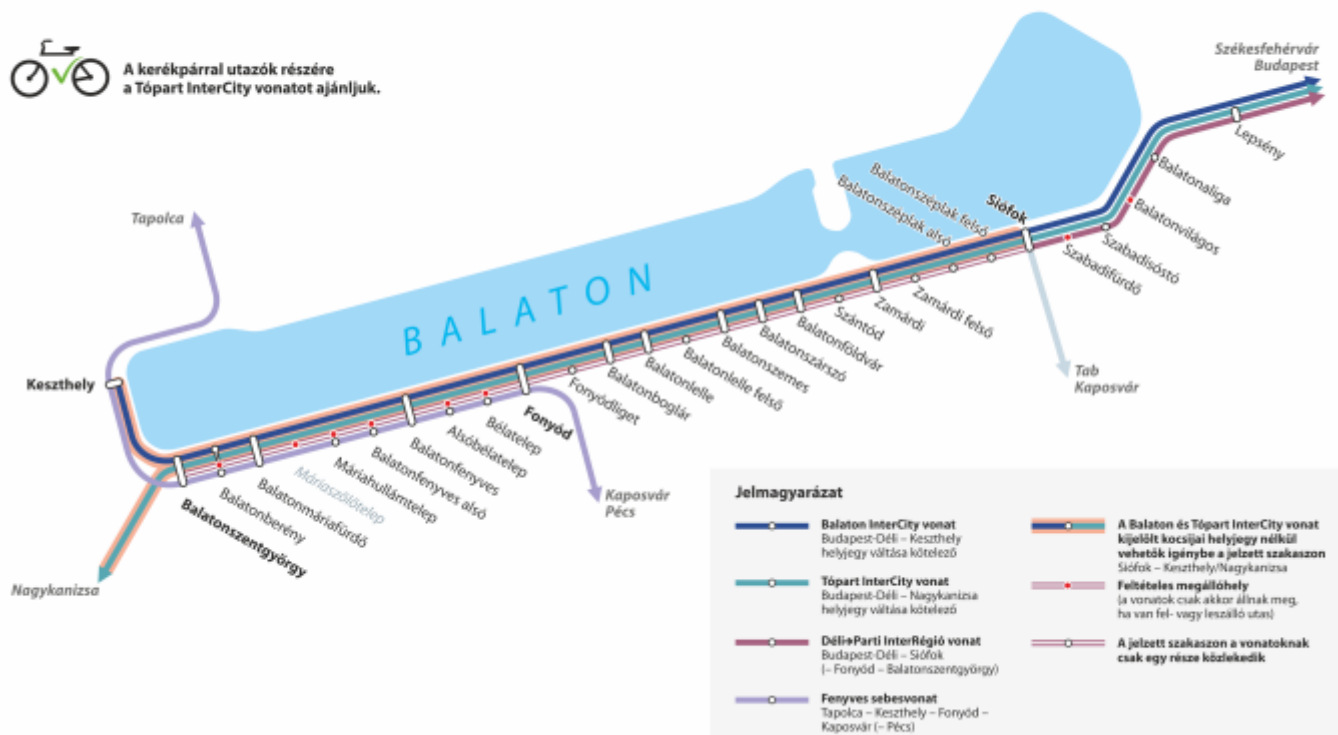 A kerékpárral utazók részére
a Tópart InterCity vonatot ajánljuk.
Székesfehérvár
Budapest
Lepsény
Balatonaliga
Balatonvilágos
Szabadisóstó
Szabadifürdő
Siófok
Balatonszéplak felső
Balatonszéplak alsó
Zamárdi felső
Zamárdi
Szántód
Balatonföldvár
Balatonszárszó
Balatonszemes
Balatonlelle felső
Balatonlelle
Balatonboglár
Fonyódliget
Fonyód
Bélatelep
Alsóbélatelep
Balatonfenyves
Balatonfenyves alsó
Máriahullámtelep
Máriaszőlőtelep
Balatonmáriafürdő
Balatonberény
Balatonszentgyörgy
Keszthely
Tapolca
Nagykanizsa
Kaposvár
Pécs
Tab
Kaposvár
BALATON
Jelmagyarázat
Balaton InterCity vonat
Budapest-Déli – Keszthely
helyjegy váltása kötelező
Tópart InterCity vonat
Budapest-Déli – Nagykanizsa
helyjegy váltása kötelező
Déli➔Parti InterRégió vonat
Budapest-Déli – Siófok
(– Fonyód – Balatonszentgyörgy)
Fenyves sebesvonat
Tapolca – Keszthely – Fonyód –
Kaposvár (– Pécs)
A Balaton és Tópart InterCity vonat
kijelölt kocsijai helyjegy nélkül
vehetők igénybe a jelzett szakaszon
Siófok – Keszthely/Nagykanizsa
Feltételes megállóhely
(a vonatok csak akkor állnak meg,
ha van fel- vagy leszálló utas)
A jelzett szakaszon a vonatoknak
csak egy része közlekedik